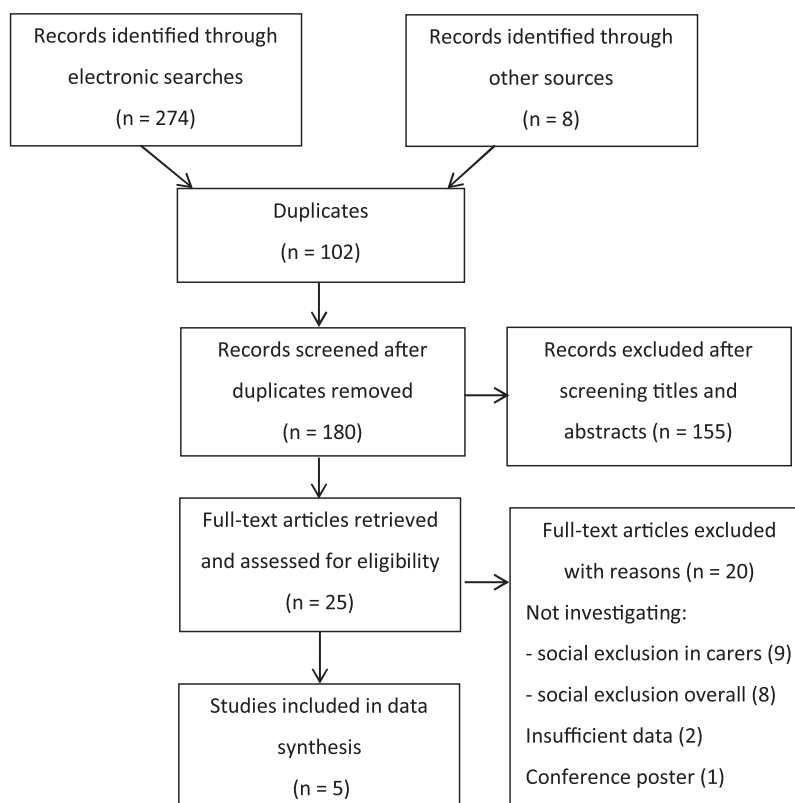 Records identified through
electronic searches
(n = 274)
Records identified through
other sources
(n = 8)
Duplicates
(n = 102)
Records screened after
duplicates removed
(n = 180)
Records excluded after
screening titles and
abstracts (n = 155)
Full-text articles retrieved
and assessed for eligibility
(n = 25)
Full-text articles excluded
with reasons (n = 20)
Not investigating:
- social exclusion in carers (9)
- social exclusion overall (8)
Insufficient data (2)
Conference poster (1)
Studies included in data
synthesis
(n = 5)